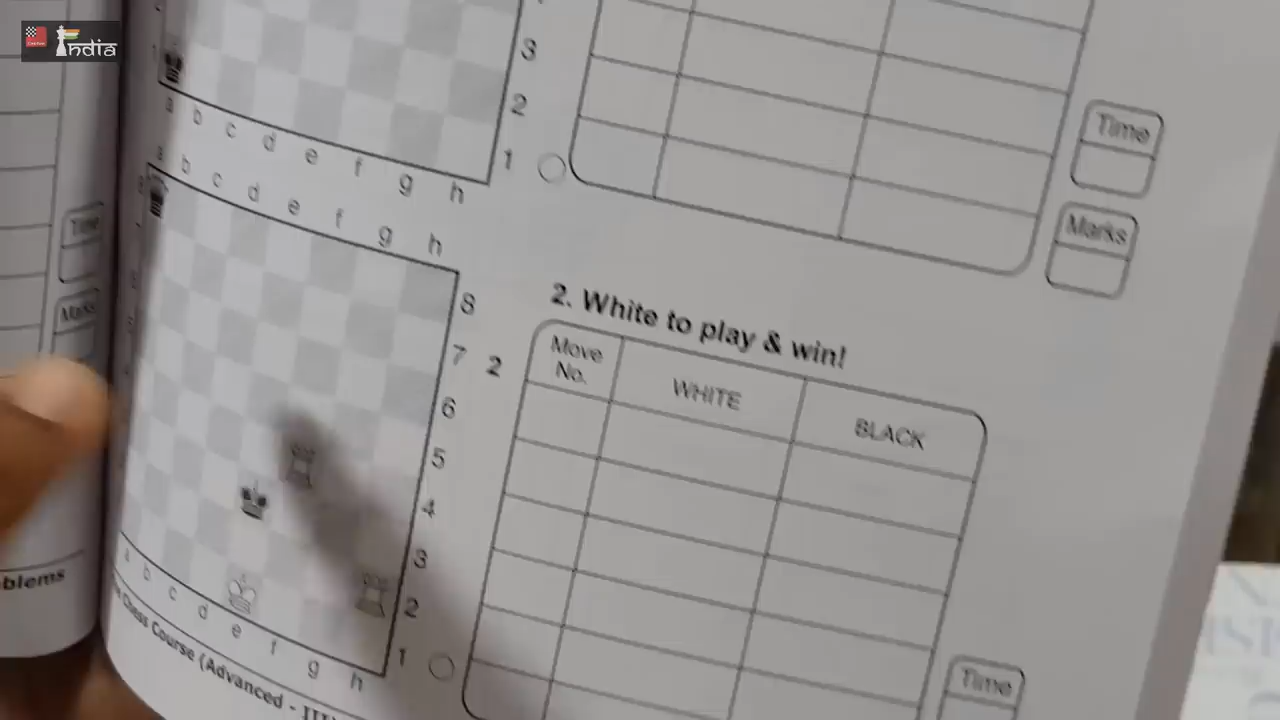 India
1
3
2
1
a b c d e f g h
Time
Marks
a b c d e f g h
8
7
6
5
4
3
2
1
2
2. White to play & win!
Move No.
WHITE
BLACK
a b c d e f g h
Time
Time
Marks
blems
Chess Course (Advanced -